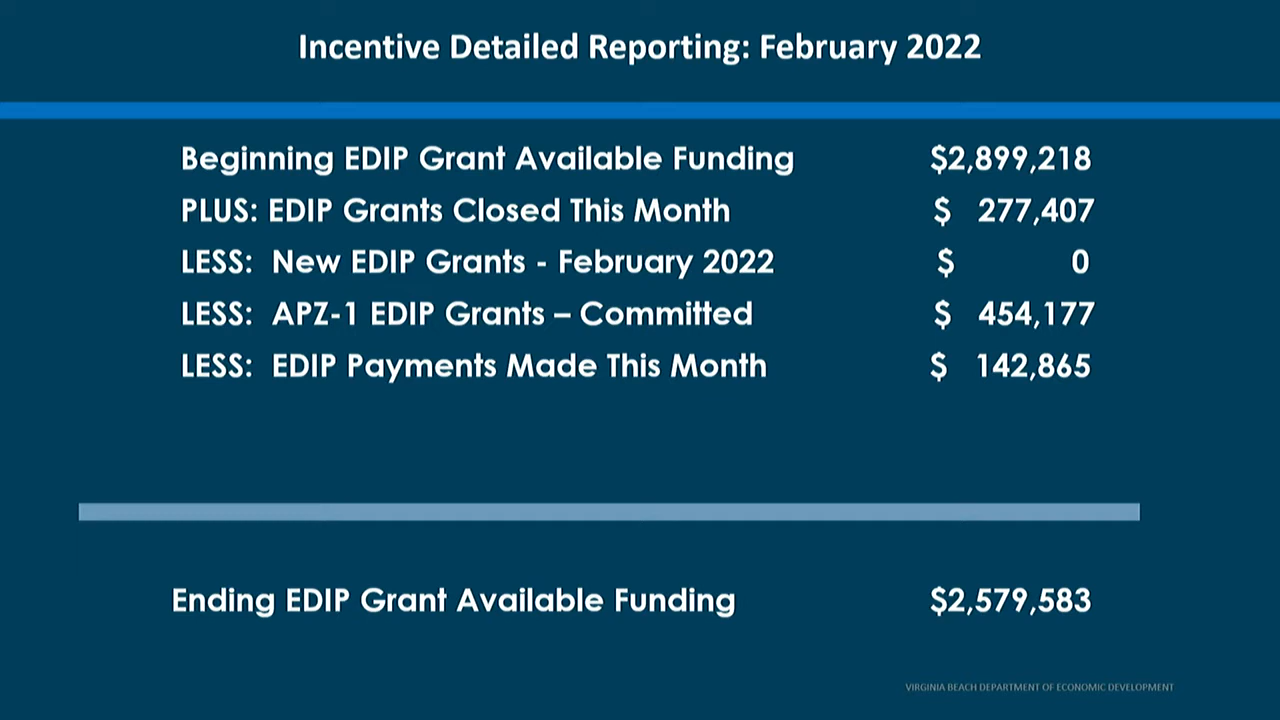 Incentive Detailed Reporting: February 2022
Beginning EDIP Grant Available Funding $2,899,218
PLUS: EDIP Grants Closed This Month $ 277,407
LESS: New EDIP Grants - February 2022 $ 0
LESS: APZ-1 EDIP Grants – Committed $ 454,177
LESS: EDIP Payments Made This Month $ 142,865
Ending EDIP Grant Available Funding $2,579,583
VIRGINIA BEACH DEPARTMENT OF ECONOMIC DEVELOPMENT